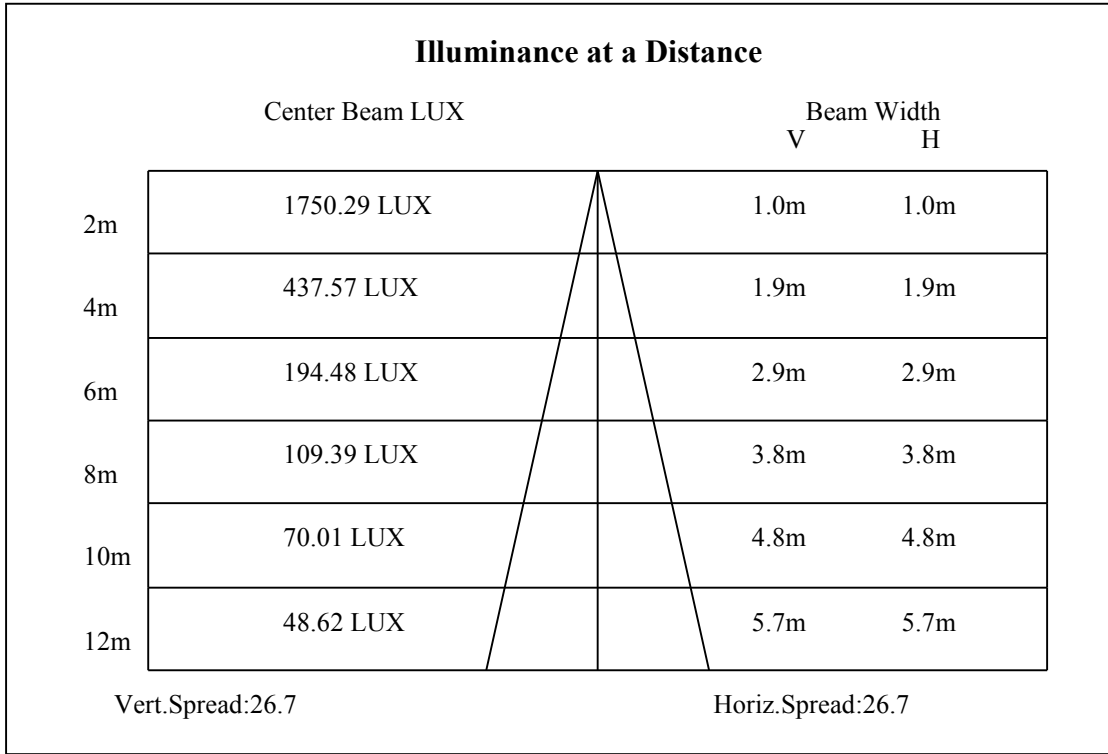 Illuminance at a Distance
Center Beam LUX Beam Width
V H
2m 1750.29 LUX 1.0m 1.0m
4m 437.57 LUX 1.9m 1.9m
6m 194.48 LUX 2.9m 2.9m
8m 109.39 LUX 3.8m 3.8m
10m 70.01 LUX 4.8m 4.8m
12m 48.62 LUX 5.7m 5.7m
Vert.Spread:26.7 Horiz.Spread:26.7